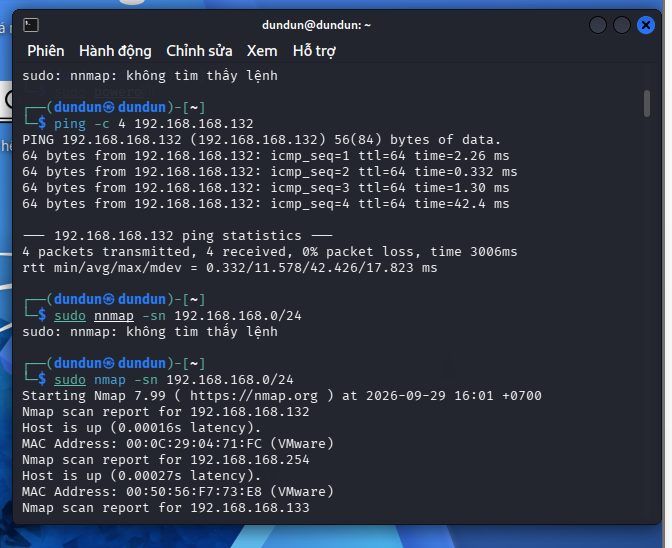 dundun@dundun: ~
Phiên Hành động Chỉnh sửa Xem Hỗ trợ
sudo: nnmap: không tìm thấy lệnh
┌──(dundun㉿dundun)-[~]
└─$ ping -c 4 192.168.168.132
PING 192.168.168.132 (192.168.168.132) 56(84) bytes of data.
64 bytes from 192.168.168.132: icmp_seq=1 ttl=64 time=2.26 ms
64 bytes from 192.168.168.132: icmp_seq=2 ttl=64 time=0.332 ms
64 bytes from 192.168.168.132: icmp_seq=3 ttl=64 time=1.30 ms
64 bytes from 192.168.168.132: icmp_seq=4 ttl=64 time=42.4 ms
--- 192.168.168.132 ping statistics ---
4 packets transmitted, 4 received, 0% packet loss, time 3006ms
rtt min/avg/max/mdev = 0.332/11.578/42.426/17.823 ms
┌──(dundun㉿dundun)-[~]
└─$ sudo nnmap -sn 192.168.168.0/24
sudo: nnmap: không tìm thấy lệnh
┌──(dundun㉿dundun)-[~]
└─$ sudo nmap -sn 192.168.168.0/24
Starting Nmap 7.99 ( https://nmap.org ) at 2026-09-29 16:01 +0700
Nmap scan report for 192.168.168.132
Host is up (0.00016s latency).
MAC Address: 00:0C:29:04:71:FC (VMware)
Nmap scan report for 192.168.168.254
Host is up (0.00027s latency).
MAC Address: 00:50:56:F7:73:E8 (VMware)
Nmap scan report for 192.168.168.133